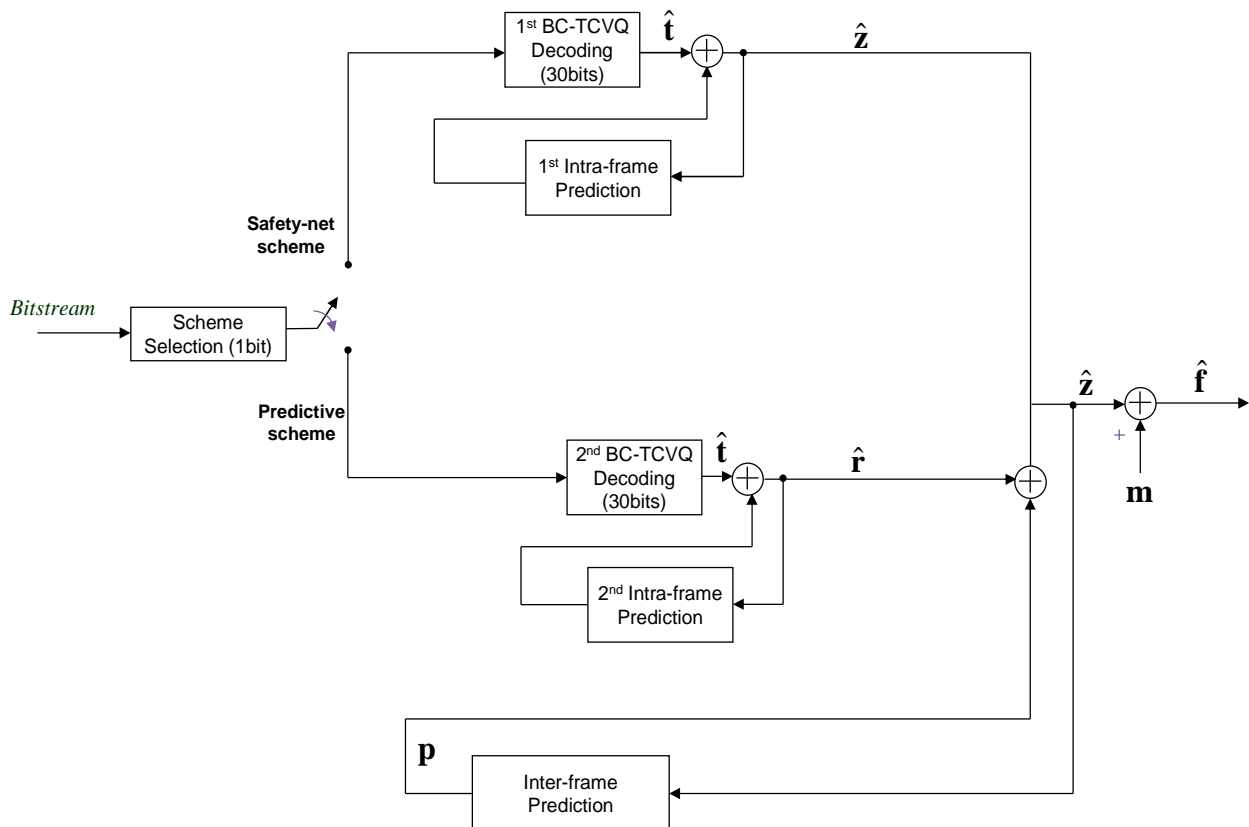 1st BC-TCVQ
Decoding
(30bits)
t̂
ẑ
1st Intra-frame
Prediction
Safety-net
scheme
Bitstream
Scheme
Selection (1bit)
Predictive
scheme
2nd BC-TCVQ
Decoding
(30bits)
t̂
r̂
ẑ
f̂
+
m
2nd Intra-frame
Prediction
p
Inter-frame
Prediction